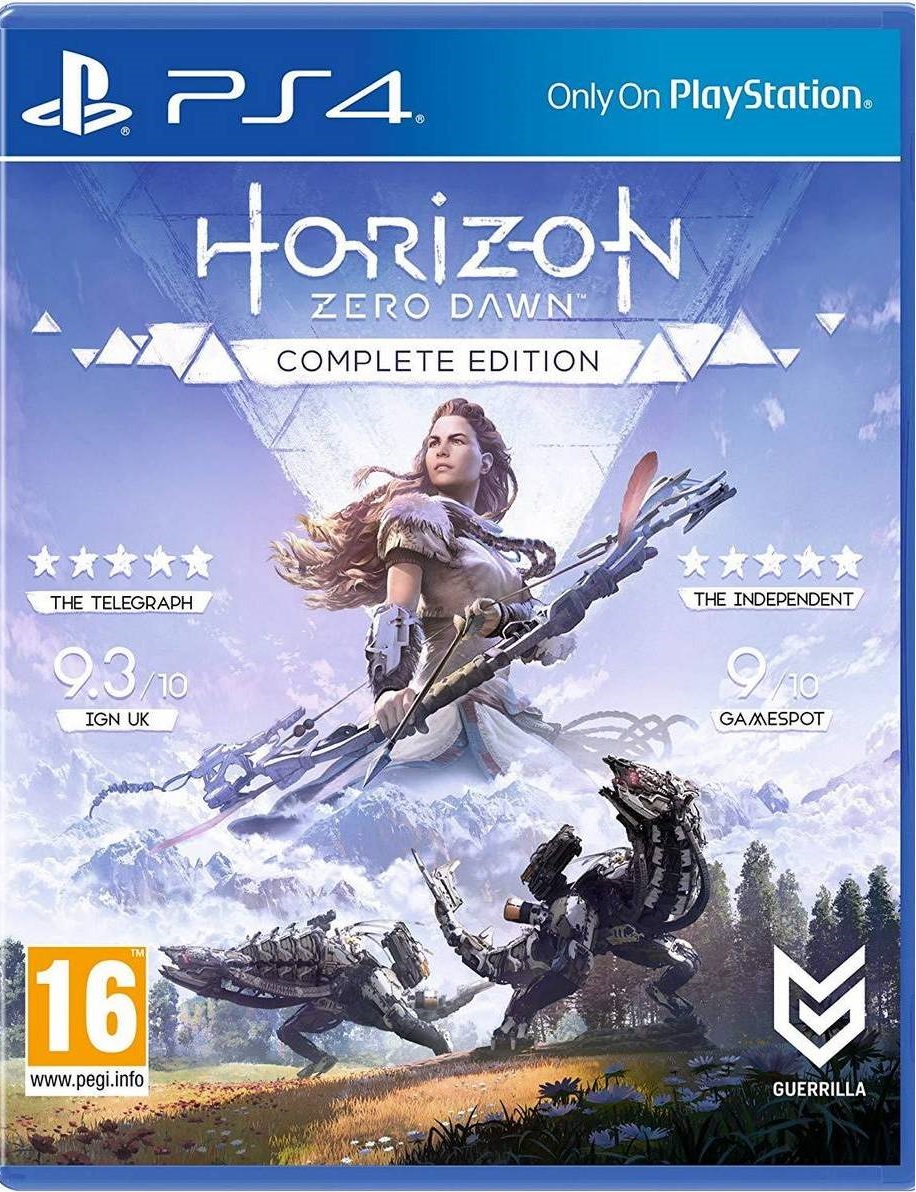 PS4®
Only On PlayStation®
HORIZON
ZERO DAWN™
COMPLETE EDITION
THE TELEGRAPH
THE INDEPENDENT
9.3/10
IGN UK
9/10
GAMESPOT
16™
www.pegi.info
GUERRILLA